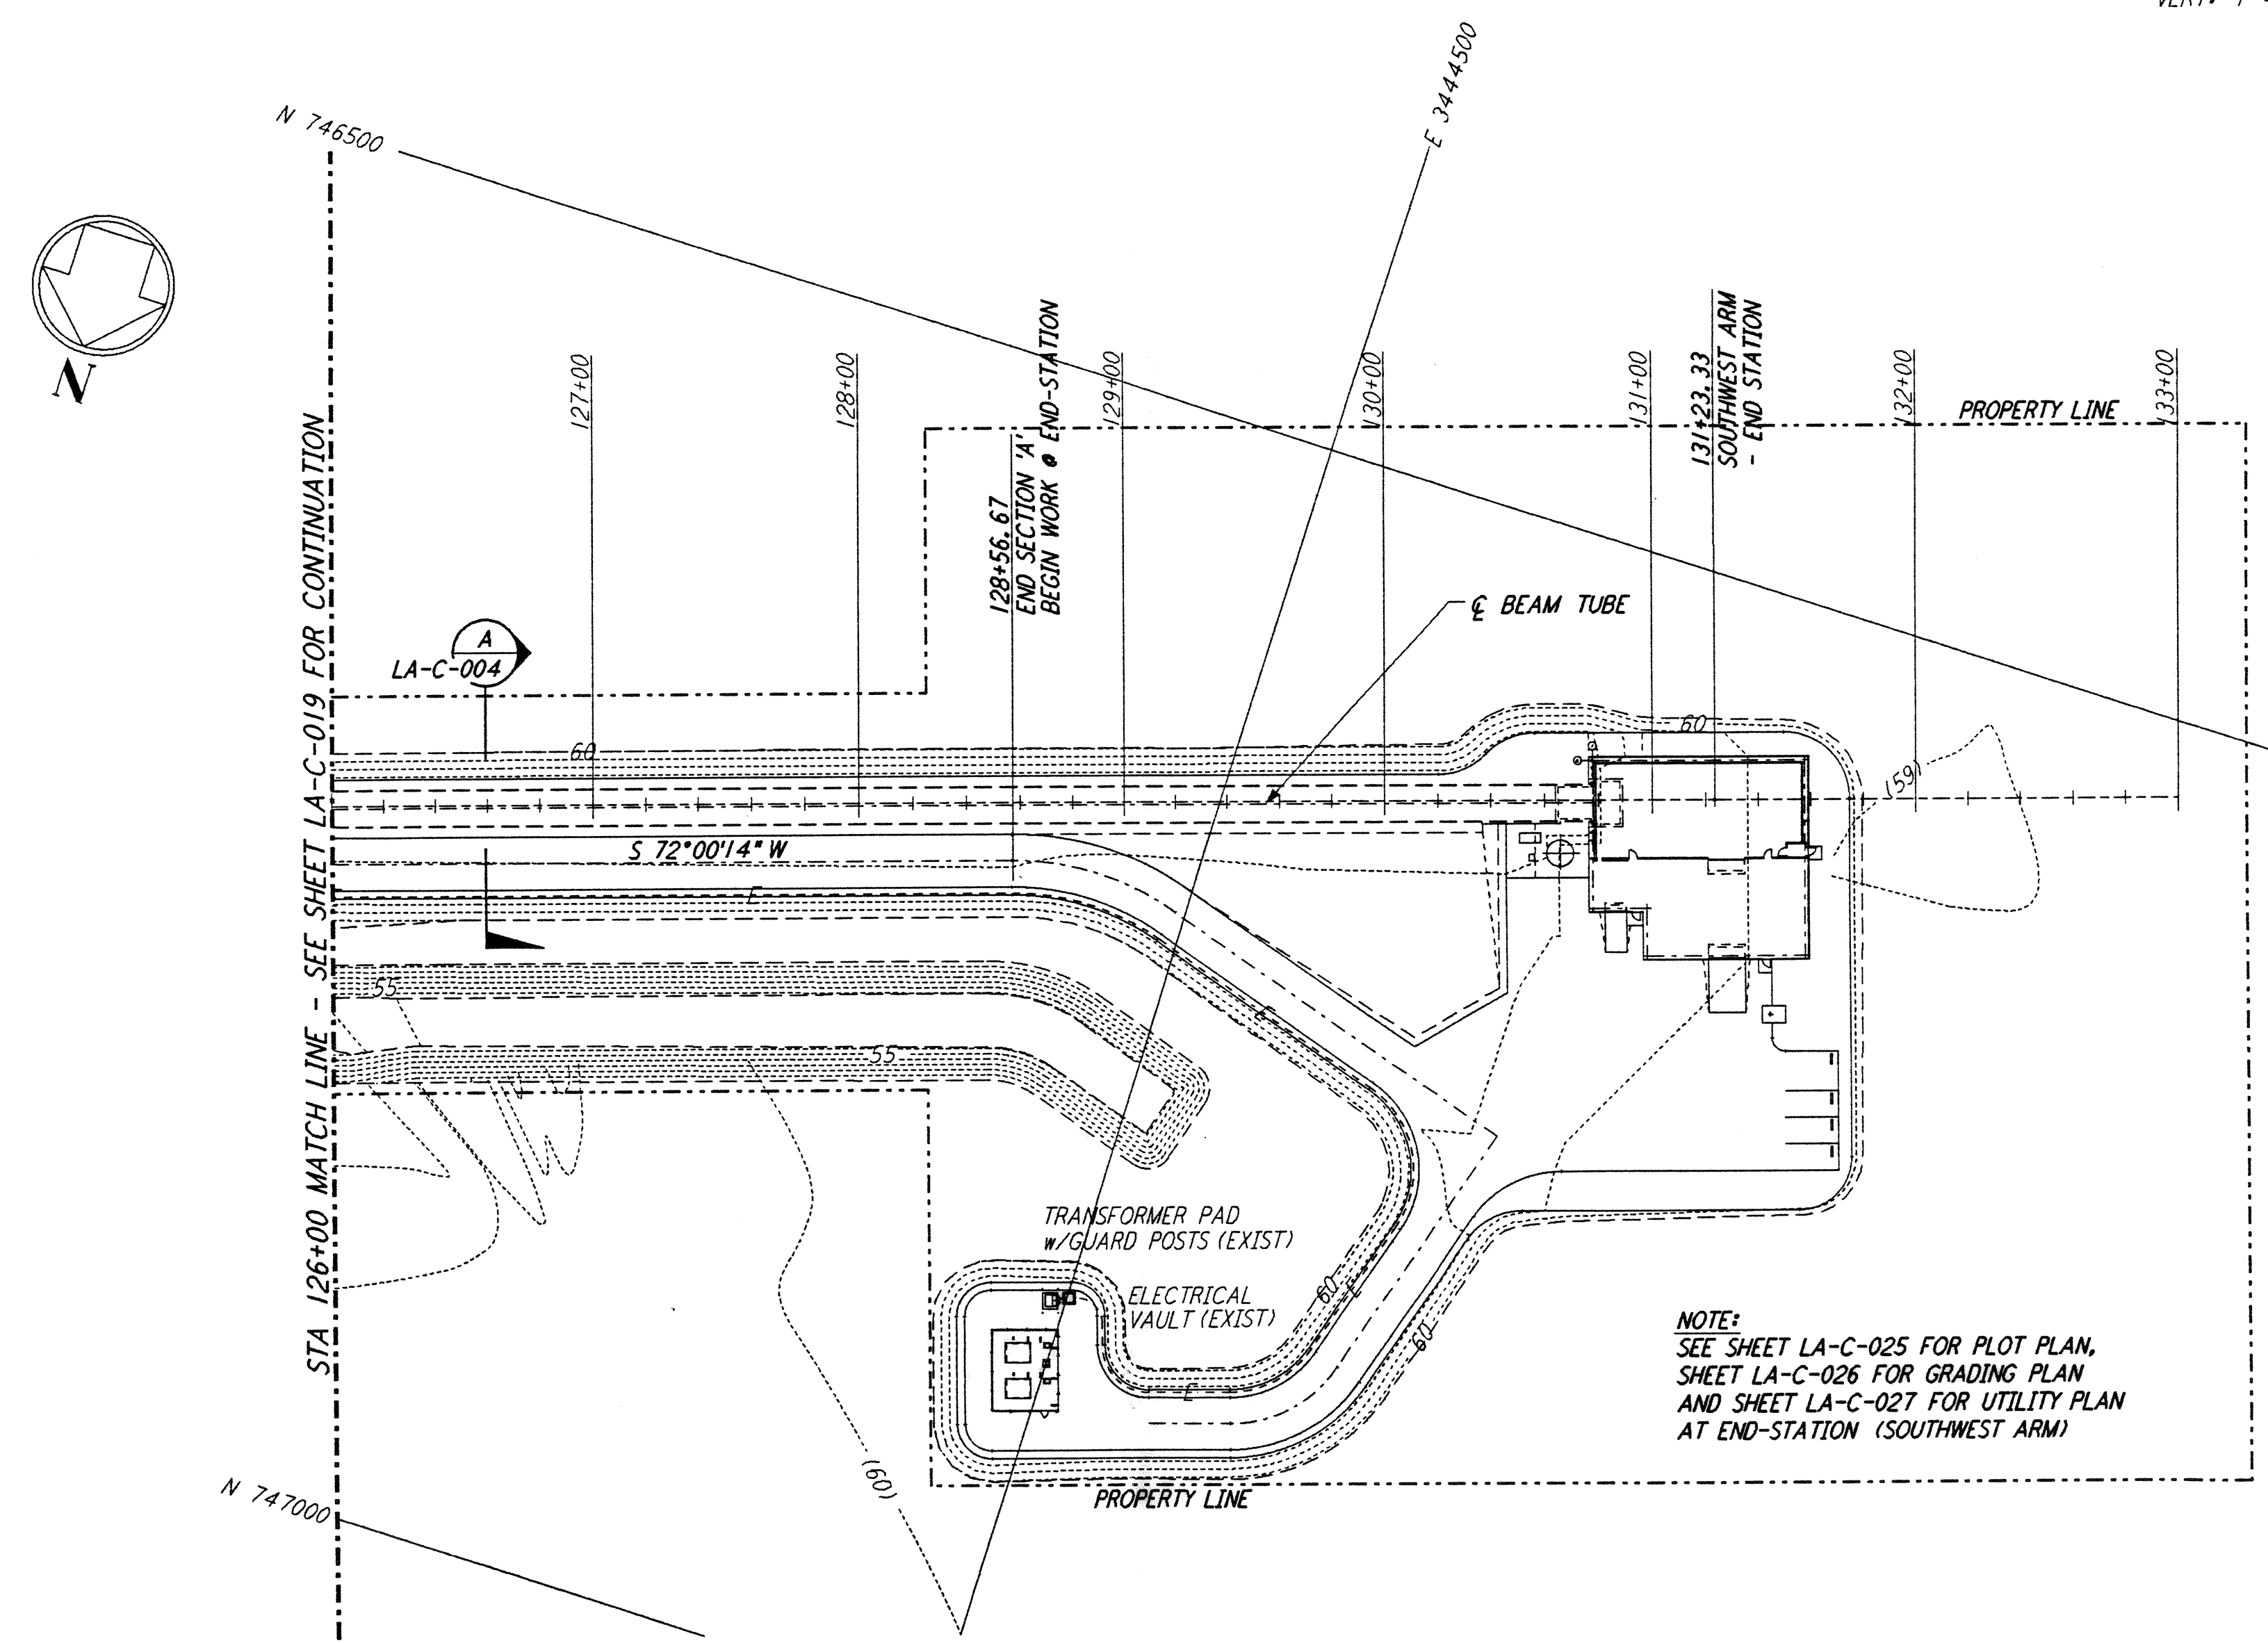 N 746500
E 3444500
N
STA 126+00 MATCH LINE - SEE SHEET LA-C-019 FOR CONTINUATION
127+00
128+00
128+56.67
END SECTION 'A'
BEGIN WORK @ END-STATION
129+00
130+00
131+00
131+23.33
SOUTHWEST ARM
- END STATION
132+00
133+00
PROPERTY LINE
℄ BEAM TUBE
A
LA-C-004
60
60
(59)
S 72°00'14" W
55
55
TRANSFORMER PAD
w/GUARD POSTS (EXIST)
ELECTRICAL
VAULT (EXIST)
60
60
NOTE:
SEE SHEET LA-C-025 FOR PLOT PLAN,
SHEET LA-C-026 FOR GRADING PLAN
AND SHEET LA-C-027 FOR UTILITY PLAN
AT END-STATION (SOUTHWEST ARM)
(60)
PROPERTY LINE
N 747000